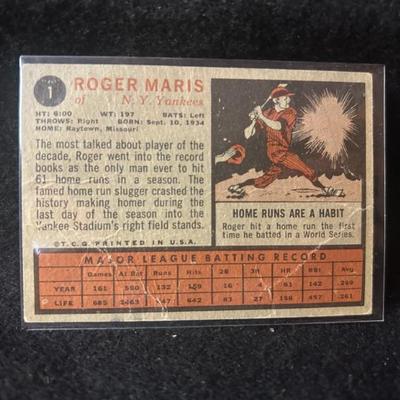 1
ROGER MARIS
of N.Y. Yankees
HT: 6:00 WT: 197 BATS: Left
THROWS: Right BORN: Sept. 10, 1934
HOME: Raytown, Missouri
The most talked about player of the
decade, Roger went into the record
books as the only man ever to hit
61 home runs in a season. The
famed home run slugger crashed the
history making homer during the
last day of the season into the
Yankee Stadium's right field stands.
©T.C.G. PRINTED IN U.S.A.
HOME RUNS ARE A HABIT
Roger hit a home run the first
time he batted in a World Series.
MAJOR LEAGUE BATTING RECORD
Games At Bat Runs Hits 2B 3B HR RBI Avg.
YEAR 161 590 132 159 16 4 61 142 .269
LIFE 685 2463 642 82 27 .261